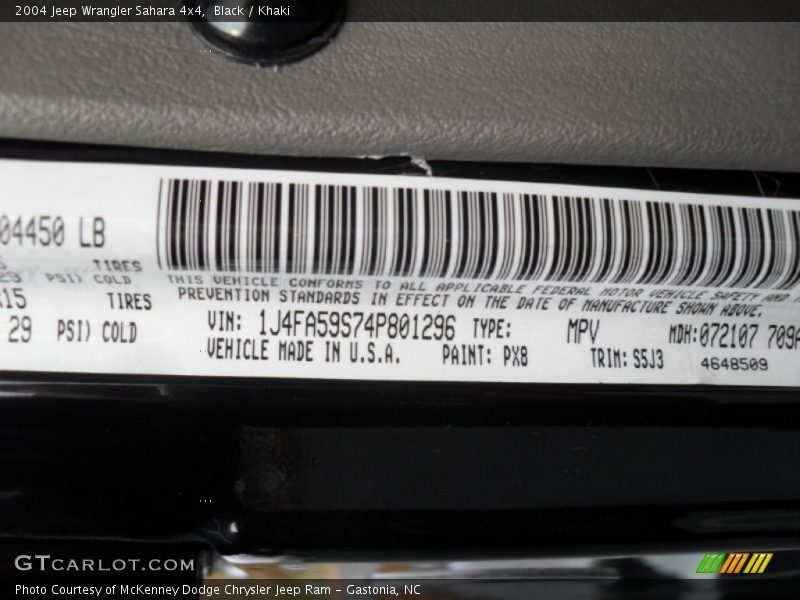 2004 Jeep Wrangler Sahara 4x4, Black / Khaki
04450 LB
TIRES
PSI) COLD
THIS VEHICLE CONFORMS TO ALL APPLICABLE FEDERAL MOTOR VEHICLE SAFETY AND
PREVENTION STANDARDS IN EFFECT ON THE DATE OF MANUFACTURE SHOWN ABOVE.
15 TIRES
29 PSI) COLD
VIN: 1J4FA59S74P801296 TYPE: MPV MDH:072107 709A
VEHICLE MADE IN U.S.A. PAINT: PX8 TRIM: S5J3 4648509
GTCARLOT.COM
Photo Courtesy of McKenney Dodge Chrysler Jeep Ram - Gastonia, NC